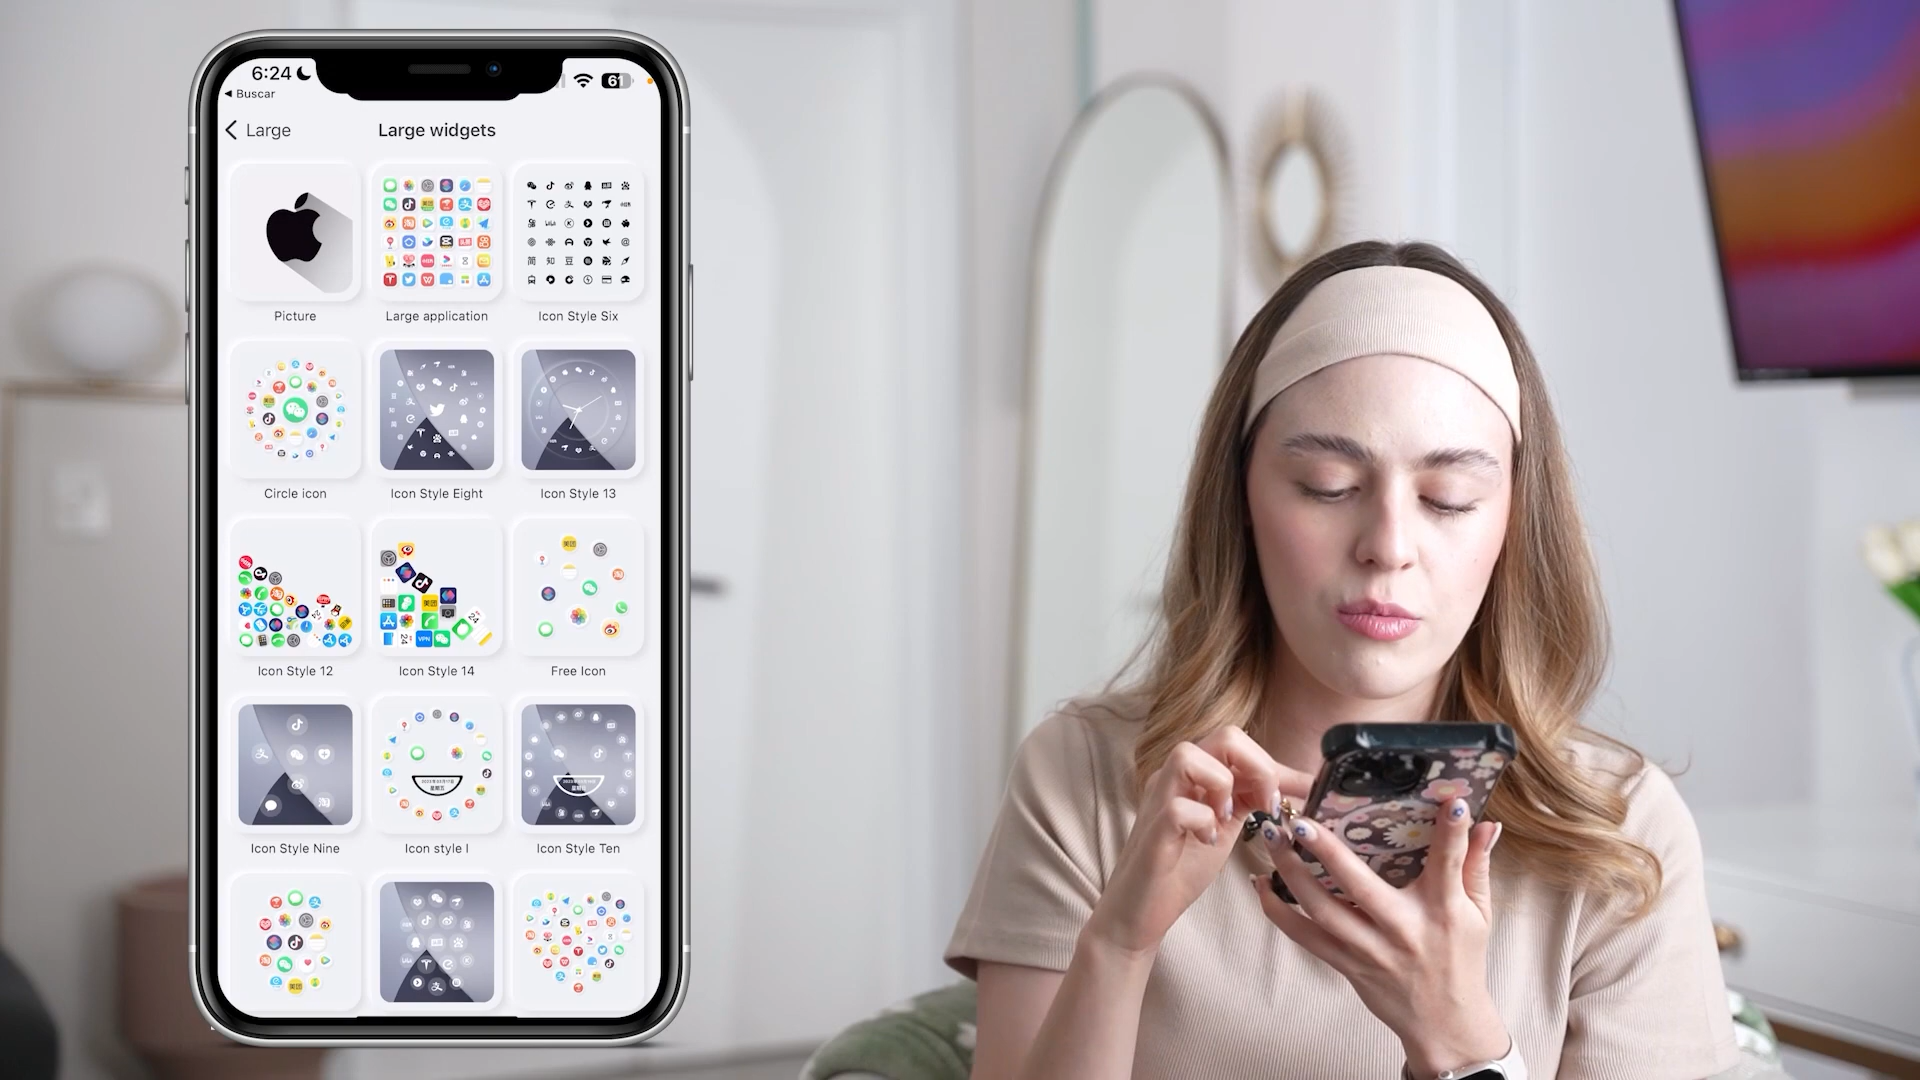 6:24
61
Buscar
Large
Large widgets
Picture
Large application
Icon Style Six
Circle icon
Icon Style Eight
Icon Style 13
Icon Style 12
Icon Style 14
Free Icon
Icon Style Nine
Icon style I
Icon Style Ten